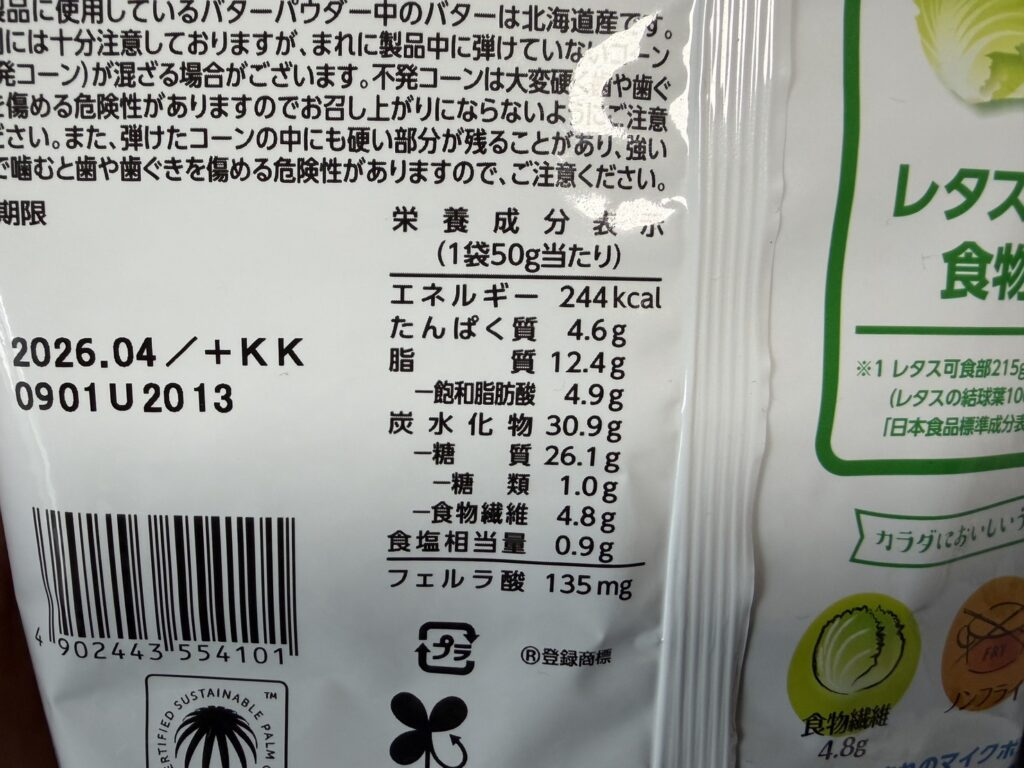 品に使用しているバターパウダー中のバターは北海道産です。
には十分注意しておりますが、まれに製品中に弾けていないコーン
発コーン)が混ざる場合がございます。不発コーンは大変硬く歯や歯ぐ
を傷める危険性がありますのでお召し上がりにならないようにご注意
ださい。また、弾けたコーンの中にも硬い部分が残ることがあり、強い
で噛むと歯や歯ぐきを傷める危険性がありますので、ご注意ください。
期限
2026.04/+KK
0901U2013
栄養成分表示
(1袋50g当たり)
エネルギー 244kcal
たんぱく質 4.6g
脂質 12.4g
−飽和脂肪酸 4.9g
炭水化物 30.9g
−糖質 26.1g
−糖類 1.0g
−食物繊維 4.8g
食塩相当量 0.9g
フェルラ酸 135mg
4 902443 554101
プラ
®登録商標
ERTIFIED SUSTAINABLE PALM
TM
レタス
食物
※1 レタス可食部215g
(レタスの結球葉10
「日本食品標準成分表
カラダにおいしい
食物繊維
4.8g
FRY
ノンフライ
のマイクポ